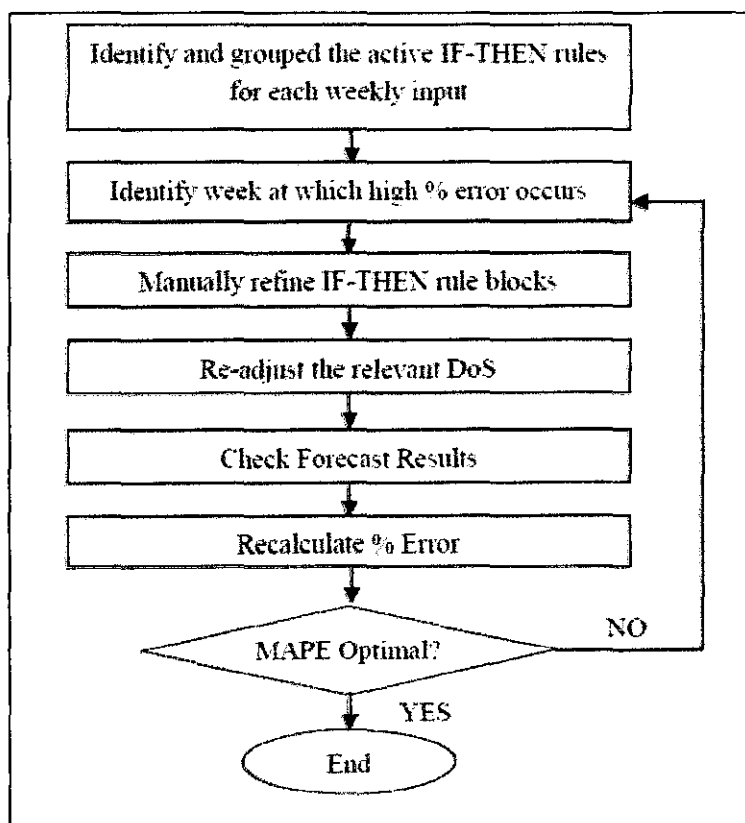 Identify and grouped the active IF-THEN rules
for each weekly input
Identify week at which high % error occurs
Manually refine IF-THEN rule blocks
Re-adjust the relevant DoS
Check Forecast Results
Recalculate % Error
MAPE Optimal?
NO
YES
End